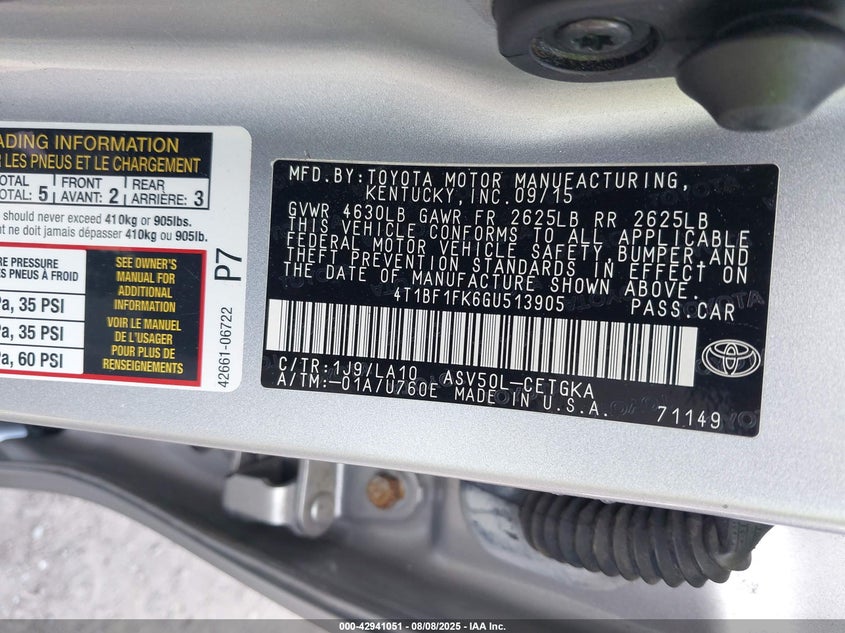 ADING INFORMATION
R LES PNEUS ET LE CHARGEMENT
TOTAL 5 FRONT 2 REAR 3
TOTAL: AVANT: ARRIÈRE:
should never exceed 410kg or 905lbs.
nt ne doit jamais dépasser 410kg ou 905lb.
RE PRESSURE
ES PNEUS À FROID
a, 35 PSI
a, 35 PSI
a, 60 PSI
SEE OWNER'S
MANUAL FOR
ADDITIONAL
INFORMATION
VOIR LE MANUEL
DE L'USAGER
POUR PLUS DE
RENSEIGNEMENTS
42661-06722 P7
MFD.BY:TOYOTA MOTOR MANUFACTURING,
KENTUCKY, INC.09/15
GVWR 4630LB GAWR FR 2625LB RR 2625LB
THIS VEHICLE CONFORMS TO ALL APPLICABLE
FEDERAL MOTOR VEHICLE SAFETY,BUMPER,AND
THEFT PREVENTION STANDARDS IN EFFECT ON
THE DATE OF MANUFACTURE SHOWN ABOVE.
4T1BF1FK6GU513905 PASS.CAR
C/TR:1J9/LA10 ASV50L-CETGKA
A/TM:-01A/U760E MADE IN U.S.A. 71149
000-42941051 - 08/08/2025 - IAA Inc.